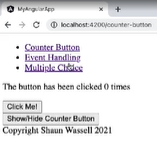 MyAngularApp
localhost:4200/counter-button
Counter Button
Event Handling
Multiple Choice
The button has been clicked 0 times
Click Me!
Show/Hide Counter Button
Copyright Shaun Wassell 2021